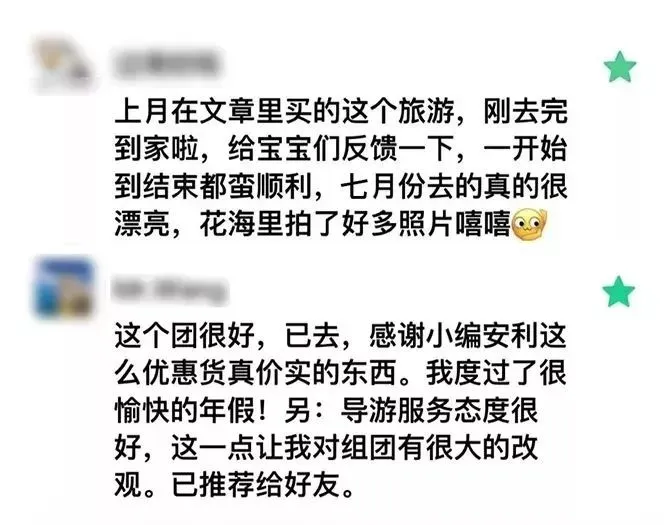 上月在文章里买的这个旅游，刚去完
到家啦，给宝宝们反馈一下，一开始
到结束都蛮顺利，七月份去的真的很
漂亮，花海里拍了好多照片嘻嘻
这个团很好，已去，感谢小编安利这
么优惠货真价实的东西。我度过了很
愉快的年假！另：导游服务态度很
好，这一点让我对组团有很大的改
观。已推荐给好友。